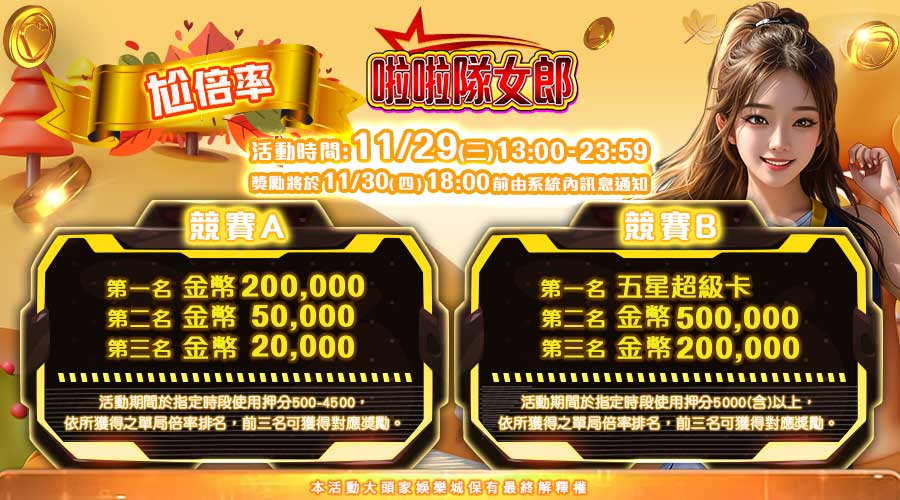 尬倍率
啦啦隊女郎
活動時間: 11/29(三)13:00-23:59
獎勵將於11/30(四)18:00前由系統內訊息通知
競賽A
第一名 金幣 200,000
第二名 金幣 50,000
第三名 金幣 20,000
活動期間於指定時段使用押分500-4500，
依所獲得之單局倍率排名，前三名可獲得對應獎勵。
競賽B
第一名 五星超級卡
第二名 金幣 500,000
第三名 金幣 200,000
活動期間於指定時段使用押分5000(含)以上，
依所獲得之單局倍率排名，前三名可獲得對應獎勵。
本活動大頭家娛樂城保有最終解釋權